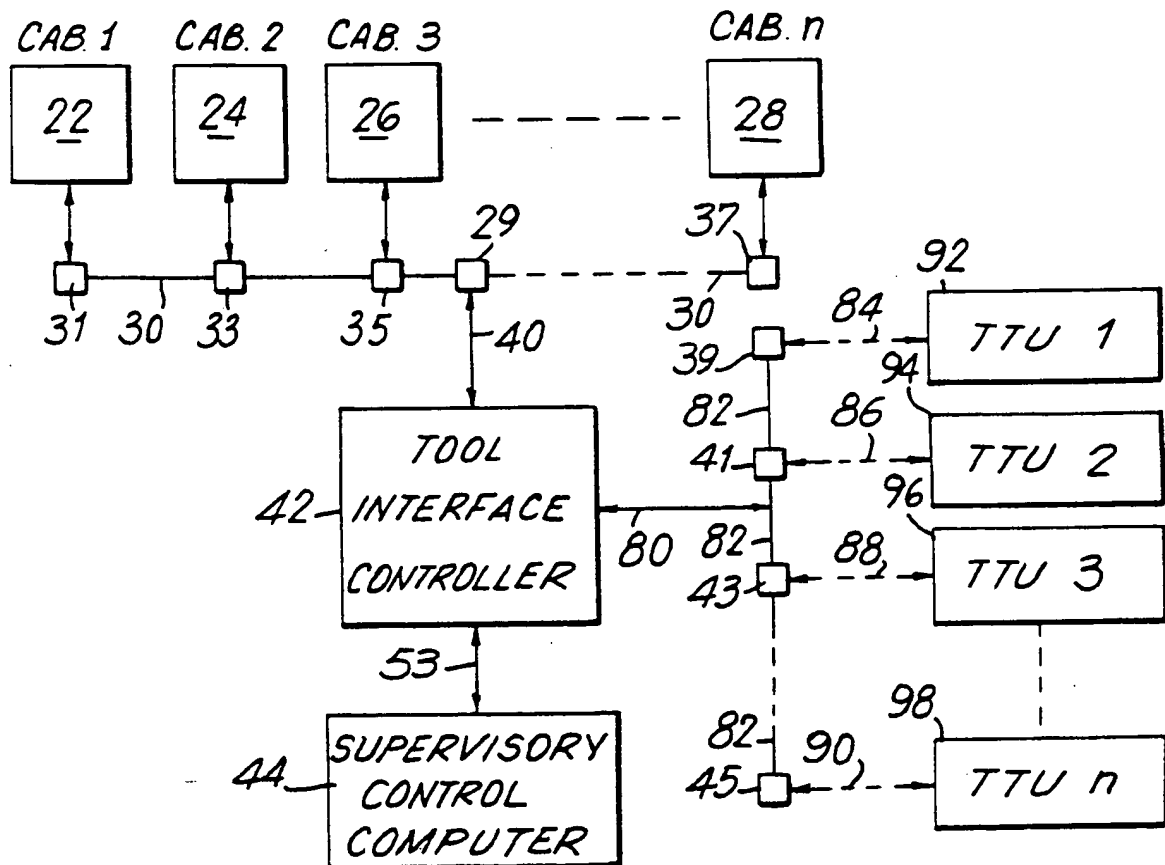 CAB. 1 CAB. 2 CAB. 3 CAB. n
22 24 26 28
29 37
31 30 33 35 30
40
92
84 TTU 1
39
94
82 86
41 TTU 2
TOOL
INTERFACE
CONTROLLER
42
80
96
82 88
43 TTU 3
53
98
82 90
45 TTU n
44
SUPERVISORY
CONTROL
COMPUTER